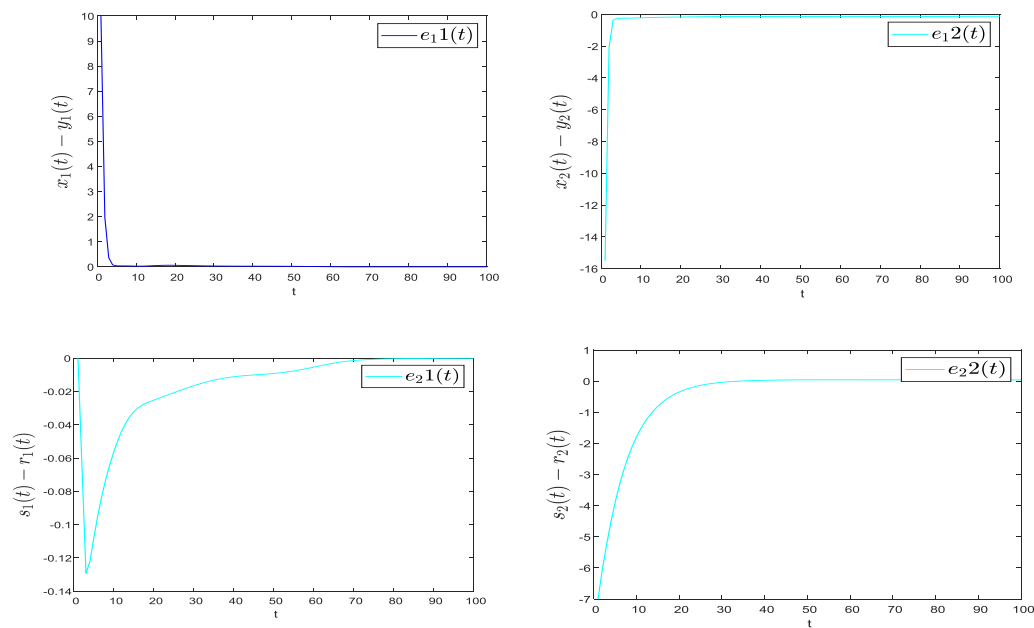 10
9
8
7
6
5
4
3
2
1
0
x₁(t) − y₁(t)
e₁1(t)
0 10 20 30 40 50 60 70 80 90 100
t
0
-2
-4
-6
-8
-10
-12
-14
-16
x₂(t) − y₂(t)
e₁2(t)
0 10 20 30 40 50 60 70 80 90 100
t
0
-0.02
-0.04
-0.06
-0.08
-0.1
-0.12
-0.14
s₁(t) − r₁(t)
e₂1(t)
0 10 20 30 40 50 60 70 80 90 100
t
1
0
-1
-2
-3
-4
-5
-6
-7
s₂(t) − r₂(t)
e₂2(t)
0 10 20 30 40 50 60 70 80 90 100
t